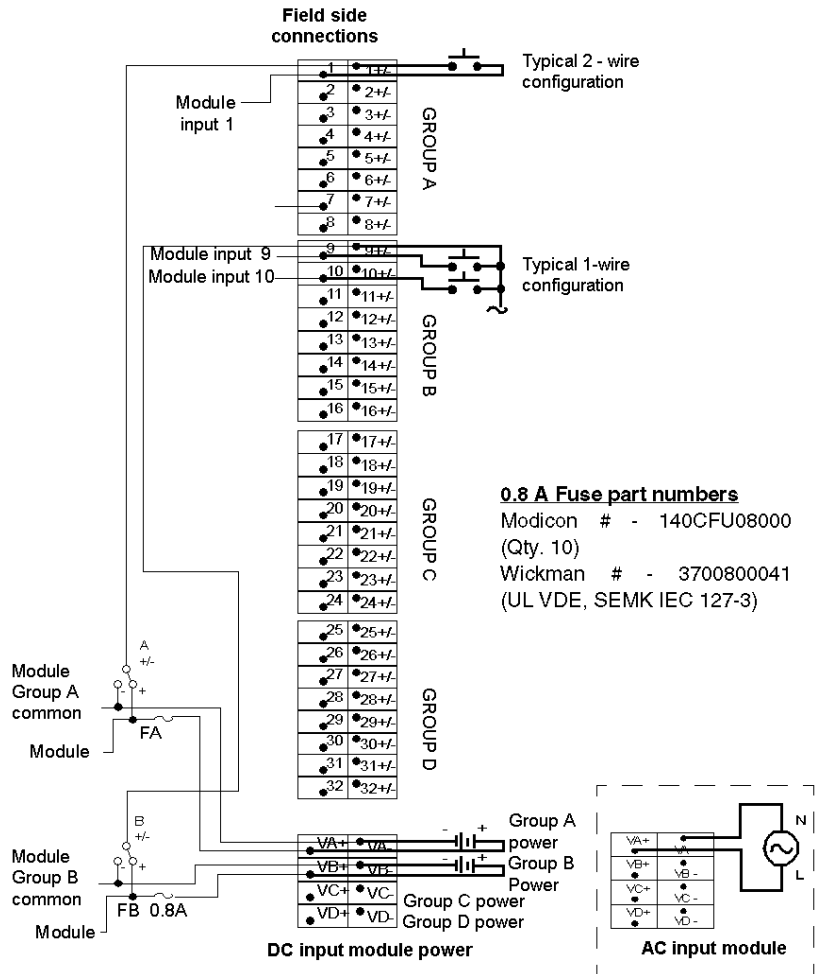 Field side
connections
Typical 2 - wire
configuration
Module
input 1
1 1+/-
2 2+/-
3 3+/-
4 4+/-
5 5+/-
6 6+/-
7 7+/-
8 8+/-
GROUP A
Module input 9
Module input 10
Typical 1-wire
configuration
9 9+/-
10 10+/-
11 11+/-
12 12+/-
13 13+/-
14 14+/-
15 15+/-
16 16+/-
GROUP B
17 17+/-
18 18+/-
19 19+/-
20 20+/-
21 21+/-
22 22+/-
23 23+/-
24 24+/-
GROUP C
0.8 A Fuse part numbers
Modicon # - 140CFU08000
(Qty. 10)
Wickman # - 3700800041
(UL VDE, SEMK IEC 127-3)
25 25+/-
26 26+/-
27 27+/-
28 28+/-
29 29+/-
30 30+/-
31 31+/-
32 32+/-
GROUP D
A
+/-
- +
Module
Group A
common
Module
FA
B
+/-
- +
Module
Group B
common
Module
FB 0.8A
VA+ VA-
VB+ VB-
VC+ VC-
VD+ VD-
- +
Group A
power
- +
Group B
Power
Group C power
Group D power
DC input module power
VA+ VA
VB+ VB -
VC+ VC -
VD+ VD -
N
L
AC input module